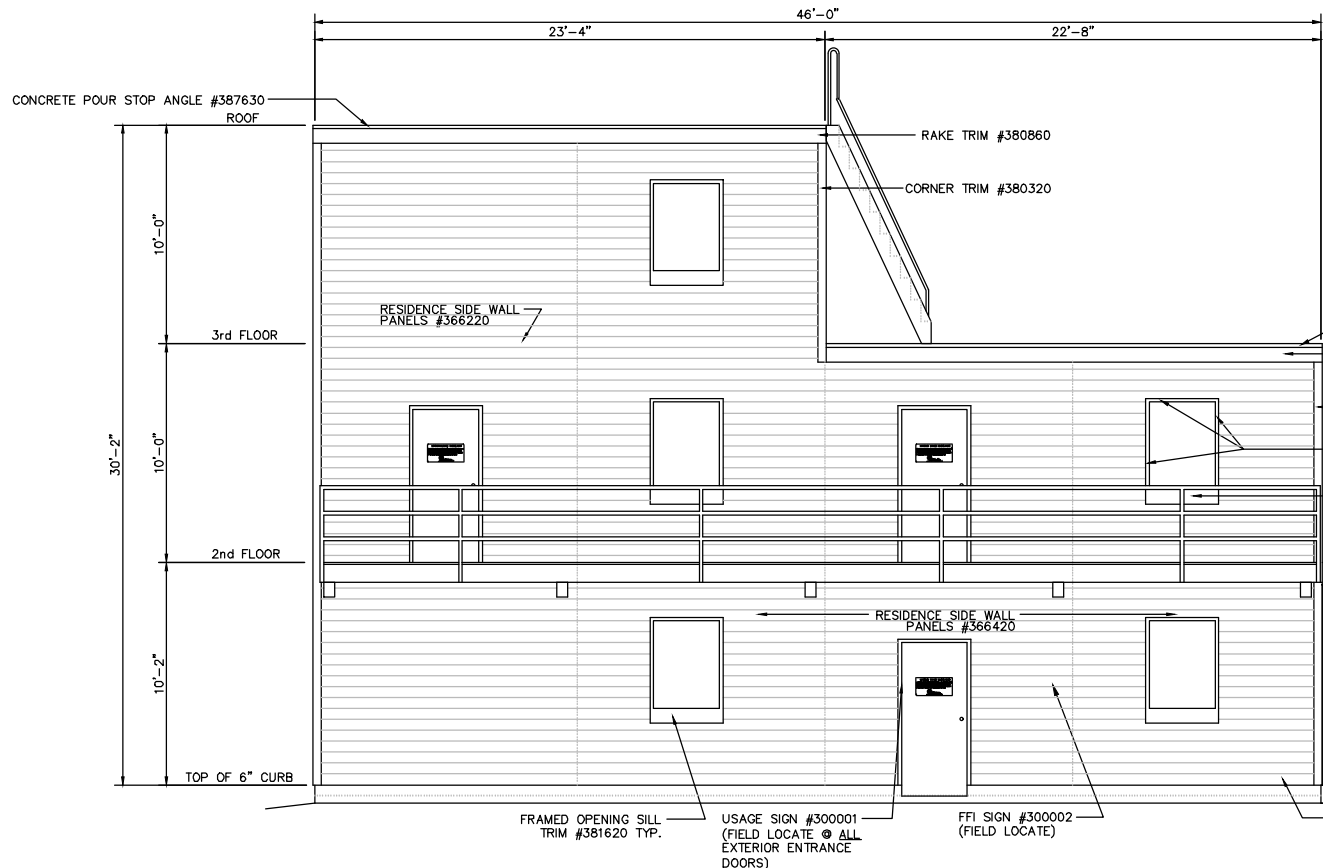 46'-0"
23'-4"
22'-8"
CONCRETE POUR STOP ANGLE #387630
ROOF
RAKE TRIM #380860
CORNER TRIM #380320
10'-0"
RESIDENCE SIDE WALL
PANELS #366220
3rd FLOOR
30'-2"
10'-0"
2nd FLOOR
RESIDENCE SIDE WALL
PANELS #366420
10'-2"
TOP OF 6" CURB
FRAMED OPENING SILL
TRIM #381620 TYP.
USAGE SIGN #300001
(FIELD LOCATE @ ALL
EXTERIOR ENTRANCE
DOORS)
FFI SIGN #300002
(FIELD LOCATE)